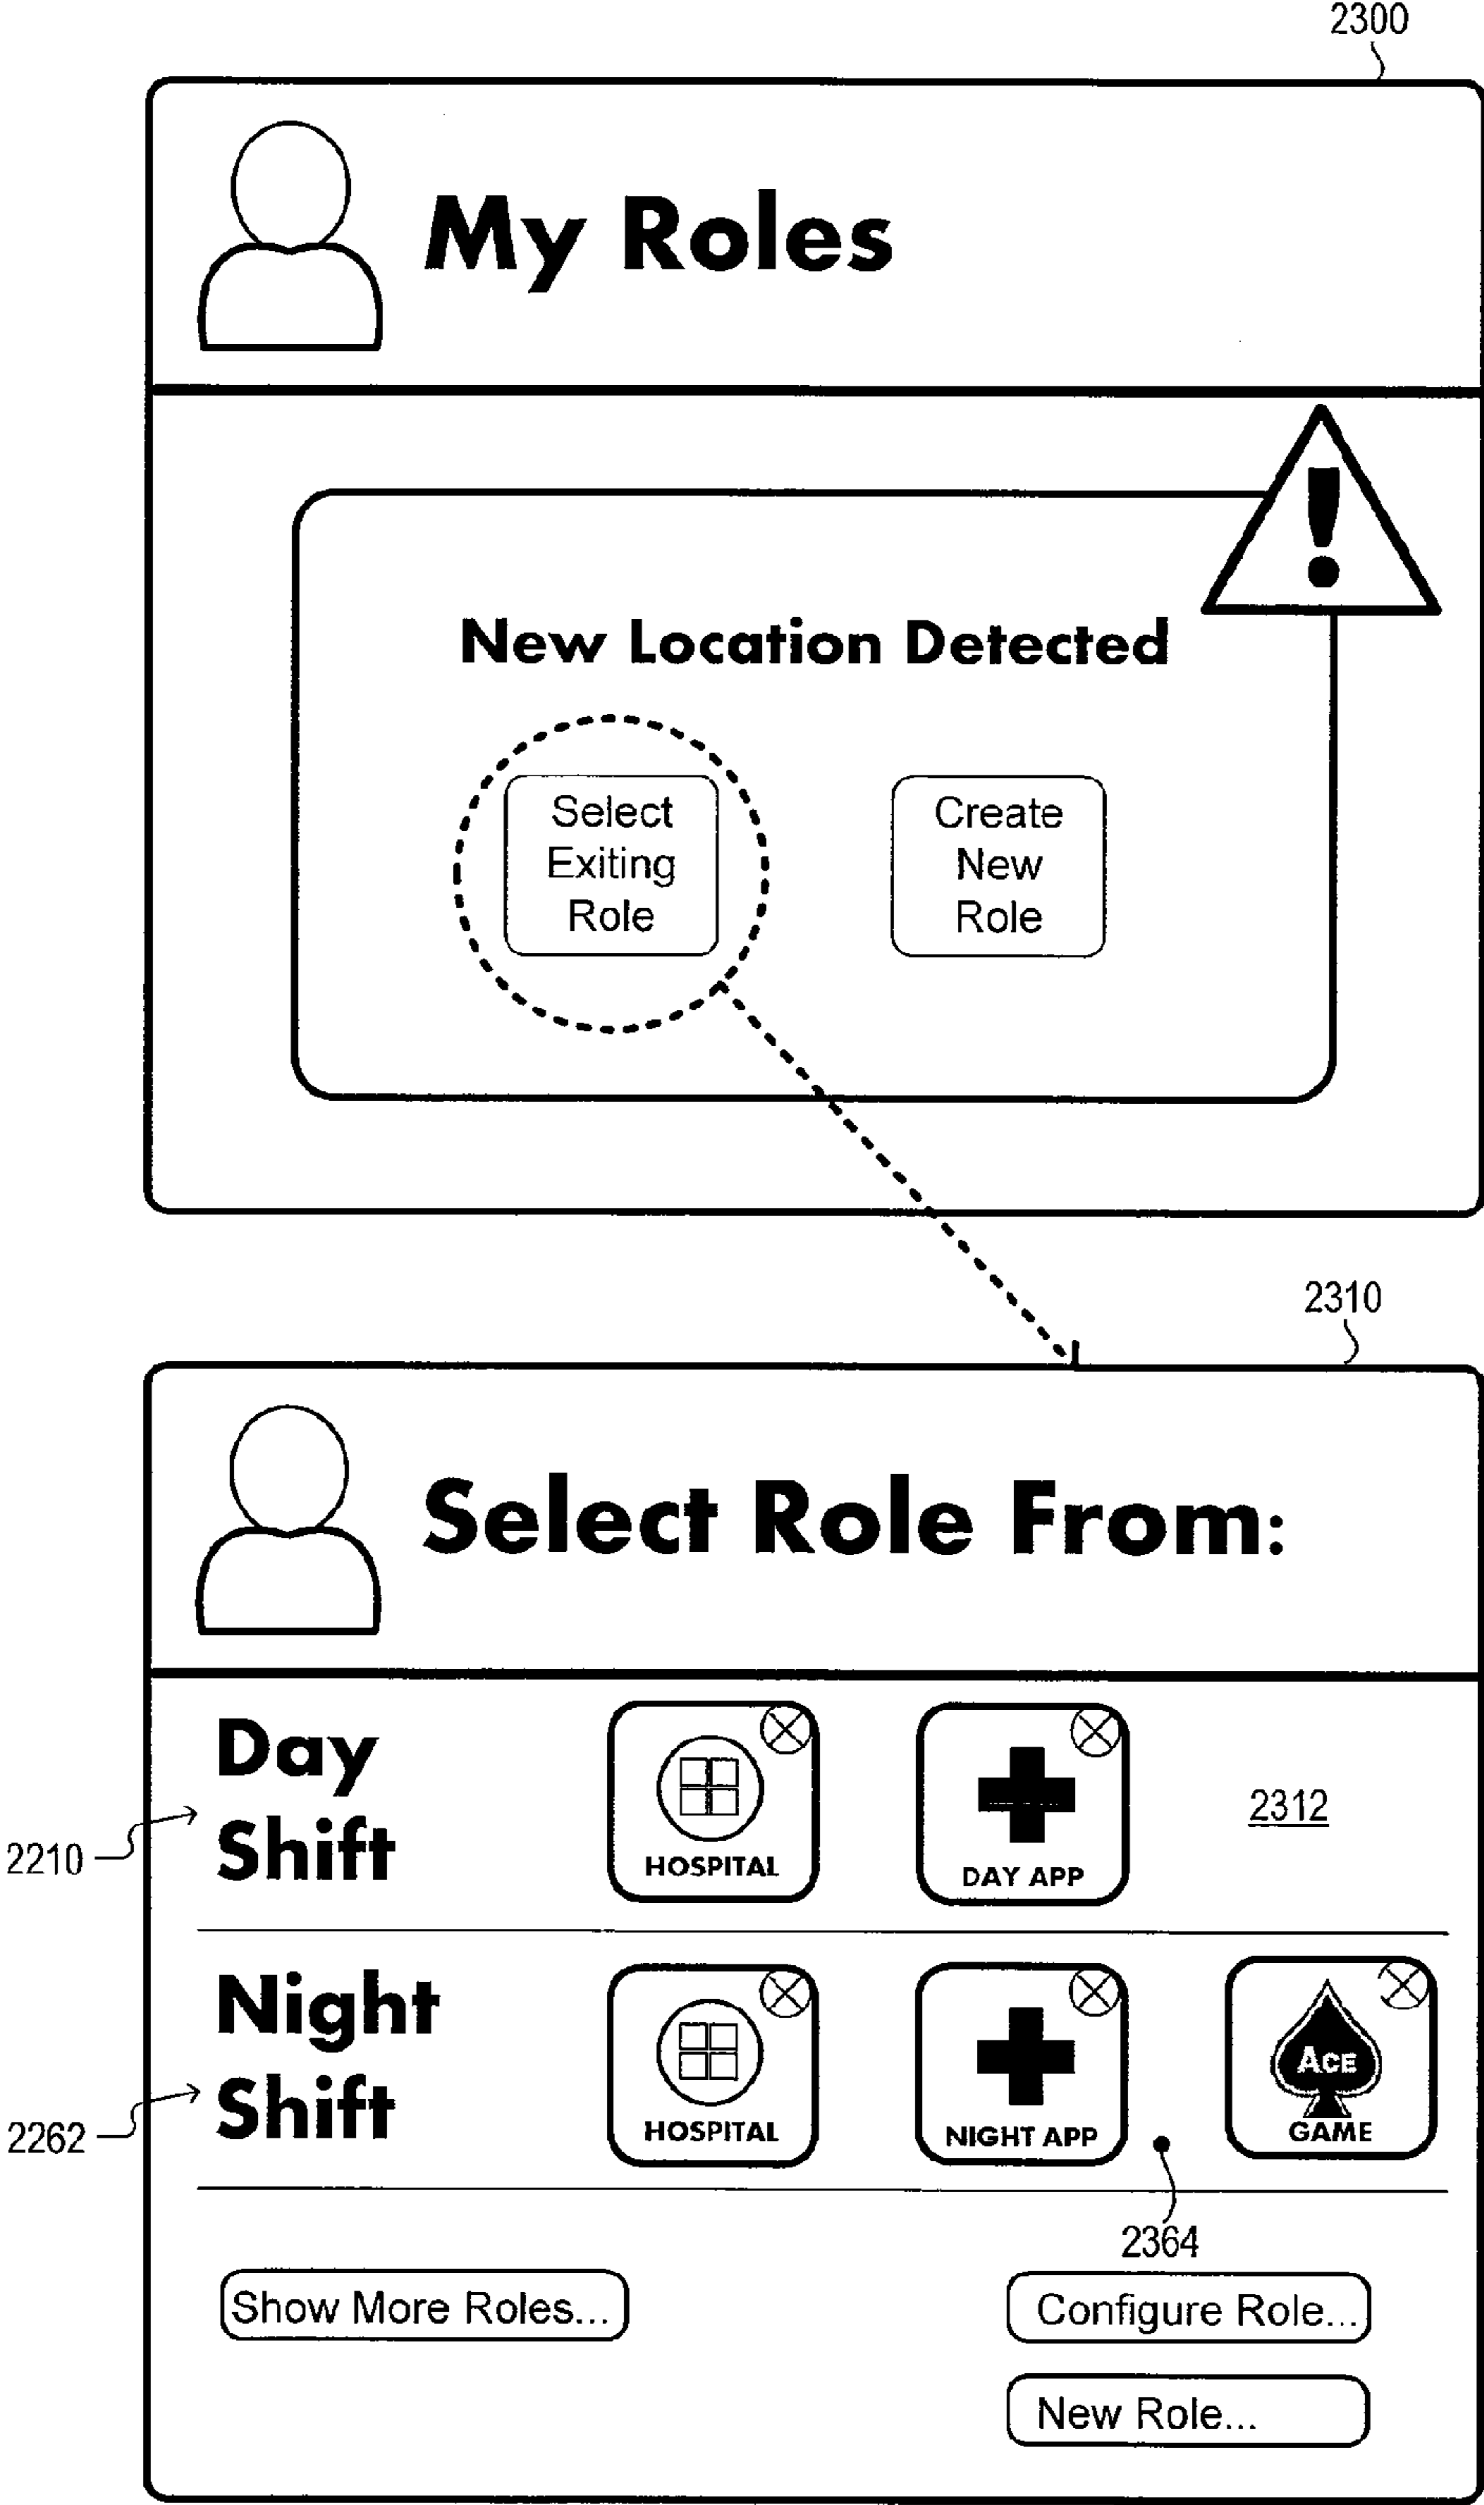 2300
My Roles
New Location Detected
Select
Exiting
Role
Create
New
Role
2310
Select Role From:
Day
Shift
2210
HOSPITAL
DAY APP
2312
Night
Shift
2262
HOSPITAL
NIGHT APP
ACE
GAME
2364
Show More Roles...
Configure Role...
New Role...